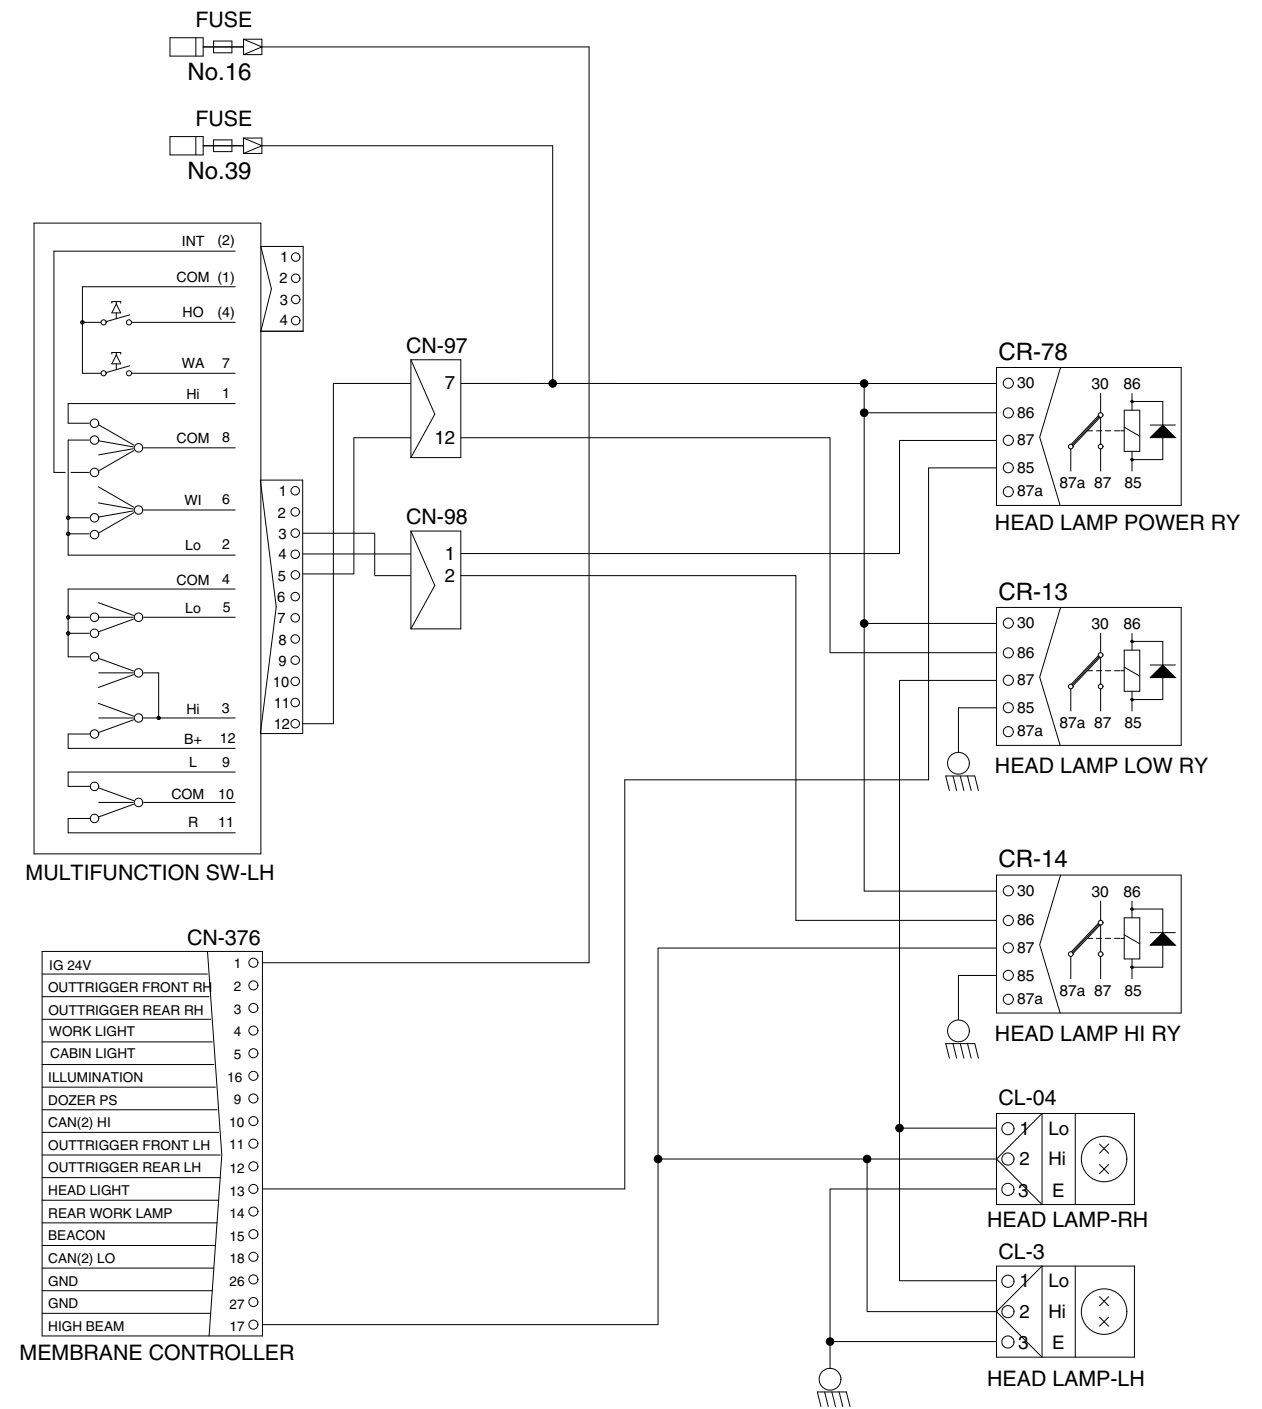 FUSE
No.16
FUSE
No.39
INT (2)
COM (1)
HO (4)
WA 7
Hi 1
COM 8
WI 6
Lo 2
COM 4
Lo 5
Hi 3
B+ 12
L 9
COM 10
R 11
1
2
3
4
1
2
3
4
5
6
7
8
9
10
11
12
MULTIFUNCTION SW-LH
CN-97
7
12
CN-98
1
2
CR-78
30
86
87
85
87a
30 86
87a 87 85
HEAD LAMP POWER RY
CR-13
30
86
87
85
87a
30 86
87a 87 85
HEAD LAMP LOW RY
CR-14
30
86
87
85
87a
30 86
87a 87 85
HEAD LAMP HI RY
CN-376
IG 24V 1
OUTTRIGGER FRONT RH 2
OUTTRIGGER REAR RH 3
WORK LIGHT 4
CABIN LIGHT 5
ILLUMINATION 16
DOZER PS 9
CAN(2) HI 10
OUTTRIGGER FRONT LH 11
OUTTRIGGER REAR LH 12
HEAD LIGHT 13
REAR WORK LAMP 14
BEACON 15
CAN(2) LO 18
GND 26
GND 27
HIGH BEAM 17
MEMBRANE CONTROLLER
CL-04
1 Lo
2 Hi
3 E
HEAD LAMP-RH
CL-3
1 Lo
2 Hi
3 E
HEAD LAMP-LH